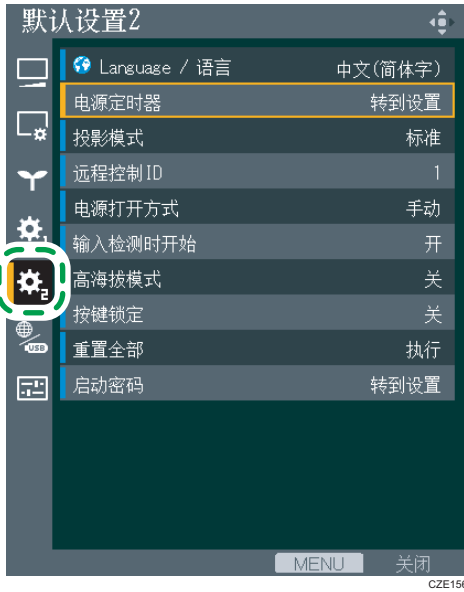 默认设置2
Language / 语言 中文(简体字)
电源定时器 转到设置
投影模式 标准
远程控制ID 1
电源打开方式 手动
输入检测时开始 开
高海拔模式 关
按键锁定 关
重置全部 执行
启动密码 转到设置
1
2
USB
MENU 关闭
CZE156